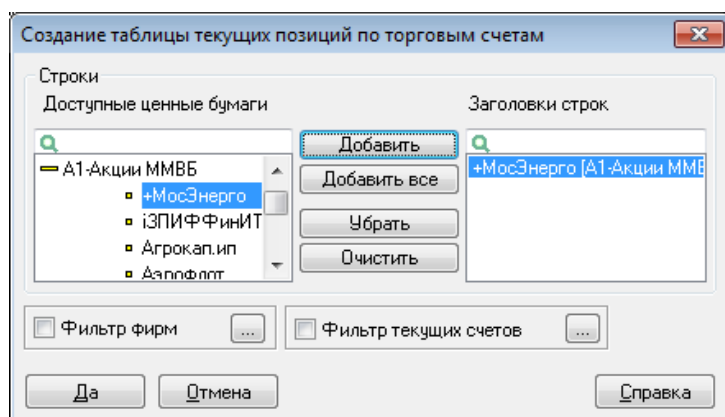 Создание таблицы текущих позиций по торговым счетам
Строки
Доступные ценные бумаги
Заголовки строк
А1-Акции ММВБ
+МосЭнерго
iЗПИФФинИТ
Агрокап.ип
Аэрофлот
Добавить
Добавить все
Убрать
Очистить
+МосЭнерго [А1-Акции ММВ
Фильтр фирм
...
Фильтр текущих счетов
...
Да
Отмена
Справка